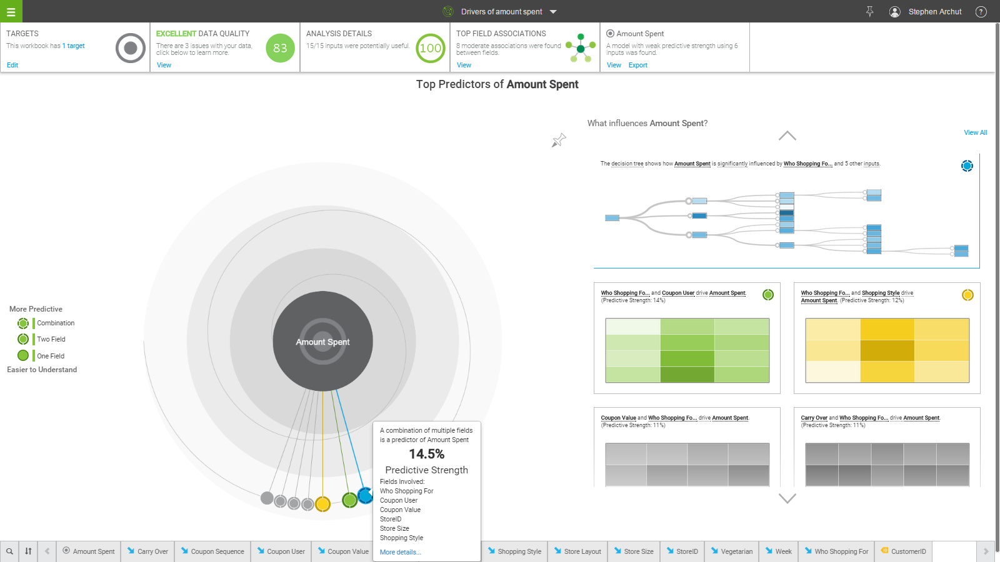 Drivers of amount spent
Stephen Archut
?
TARGETS
This workbook has 1 target
Edit
EXCELLENT DATA QUALITY
There are 3 issues with your data,
click below to learn more.
View
83
ANALYSIS DETAILS
15/15 inputs were potentially useful.
100
TOP FIELD ASSOCIATIONS
8 moderate associations were found
between fields.
View
Amount Spent
A model with weak predictive strength using 6
inputs was found.
View Export
Top Predictors of Amount Spent
What influences Amount Spent?
View All
The decision tree shows how Amount Spent is significantly influenced by Who Shopping Fo... and 5 other inputs.
Who Shopping Fo... and Coupon User drive Amount Spent.
(Predictive Strength: 14%)
Who Shopping Fo... and Shopping Style drive
Amount Spent. (Predictive Strength: 12%)
Coupon Value and Who Shopping Fo... drive Amount Spent.
(Predictive Strength: 11%)
Carry Over and Who Shopping Fo... drive Amount Spent.
(Predictive Strength: 11%)
More Predictive
Combination
Two Field
One Field
Easier to Understand
Amount Spent
A combination of multiple fields
is a predictor of Amount Spent
14.5%
Predictive Strength
Fields Involved:
Who Shopping For
Coupon User
Coupon Value
StoreID
Store Size
Shopping Style
More details...
Amount Spent
Carry Over
Coupon Sequence
Coupon User
Coupon Value
Shopping Style
Store Layout
Store Size
StoreID
Vegetarian
Week
Who Shopping For
CustomerID